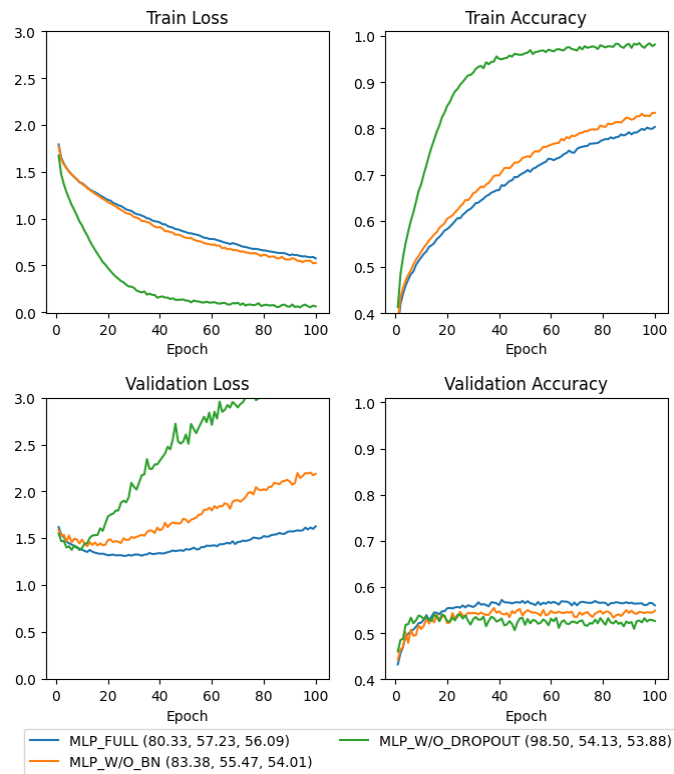 Train Loss
Train Accuracy
3.0
2.5
2.0
1.5
1.0
0.5
0.0
0 20 40 60 80 100
Epoch
1.0
0.9
0.8
0.7
0.6
0.5
0.4
0 20 40 60 80 100
Epoch
Validation Loss
Validation Accuracy
3.0
2.5
2.0
1.5
1.0
0.5
0.0
0 20 40 60 80 100
Epoch
1.0
0.9
0.8
0.7
0.6
0.5
0.4
0 20 40 60 80 100
Epoch
MLP_FULL (80.33, 57.23, 56.09)
MLP_W/O_BN (83.38, 55.47, 54.01)
MLP_W/O_DROPOUT (98.50, 54.13, 53.88)